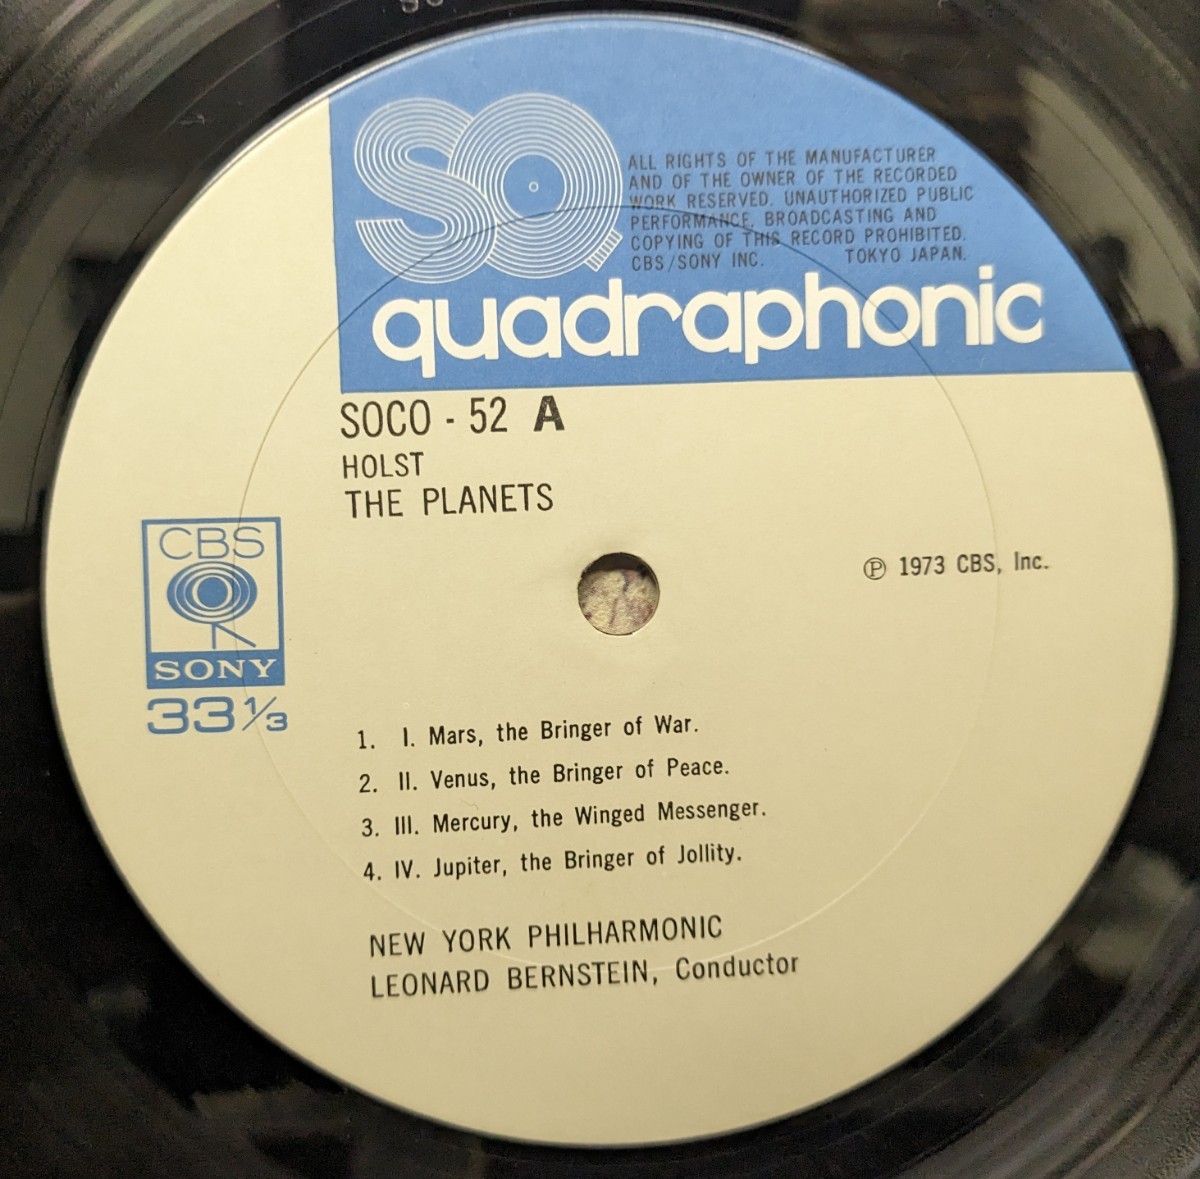 SQ
ALL RIGHTS OF THE MANUFACTURER
AND OF THE OWNER OF THE RECORDED
WORK RESERVED. UNAUTHORIZED PUBLIC
PERFORMANCE, BROADCASTING AND
COPYING OF THIS RECORD PROHIBITED.
CBS/SONY INC. TOKYO JAPAN.
quadraphonic
SOCO - 52 A
HOLST
THE PLANETS
CBS
SONY
33⅓
℗ 1973 CBS, Inc.
1. I. Mars, the Bringer of War.
2. II. Venus, the Bringer of Peace.
3. III. Mercury, the Winged Messenger.
4. IV. Jupiter, the Bringer of Jollity.
NEW YORK PHILHARMONIC
LEONARD BERNSTEIN, Conductor